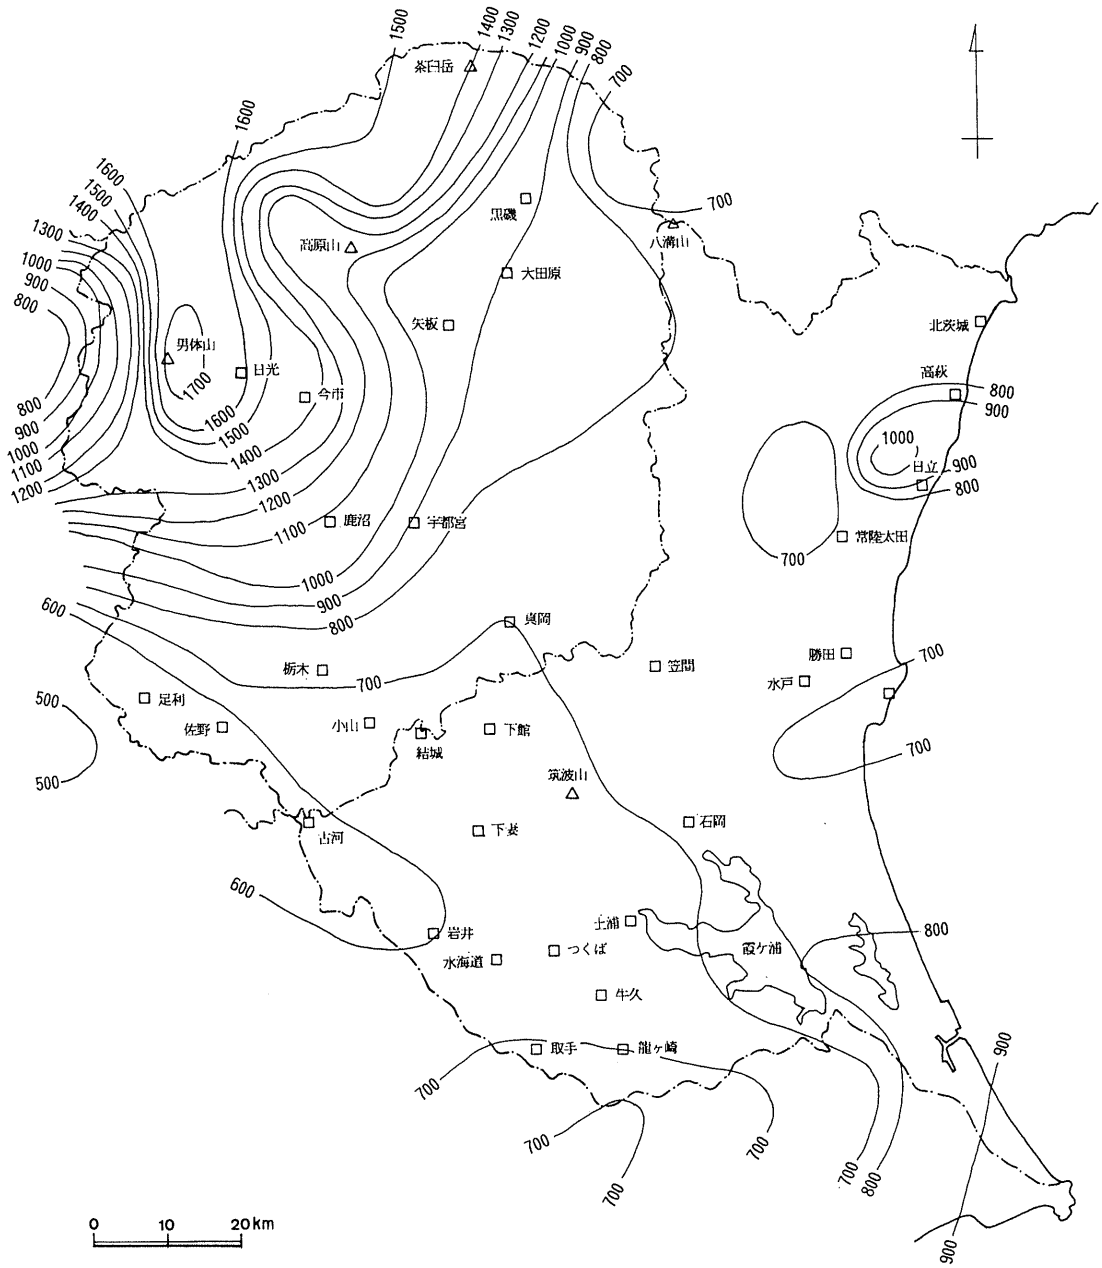 1500
1400
1300
1200
1000
900
800
700
茶臼岳
1600
1600
1500
1400
1300
1000
900
800
黒磯
700
八溝山
高原山
大田原
矢板
北茨城
男体山
日光
1700
今市
高萩
800
900
1000
日立
900
800
800
900
1000
1100
1200
1600
1500
1400
1300
1200
1100
鹿沼
宇都宮
常陸太田
700
1000
900
800
600
真岡
栃木
700
笠間
勝田
水戸
700
足利
佐野
小山
結城
下館
500
500
700
筑波山
古河
下妻
石岡
600
岩井
土浦
つくば
水海道
霞ケ浦
800
牛久
取手
龍ヶ崎
700
700
700
700
700
800
900
900
0 10 20km